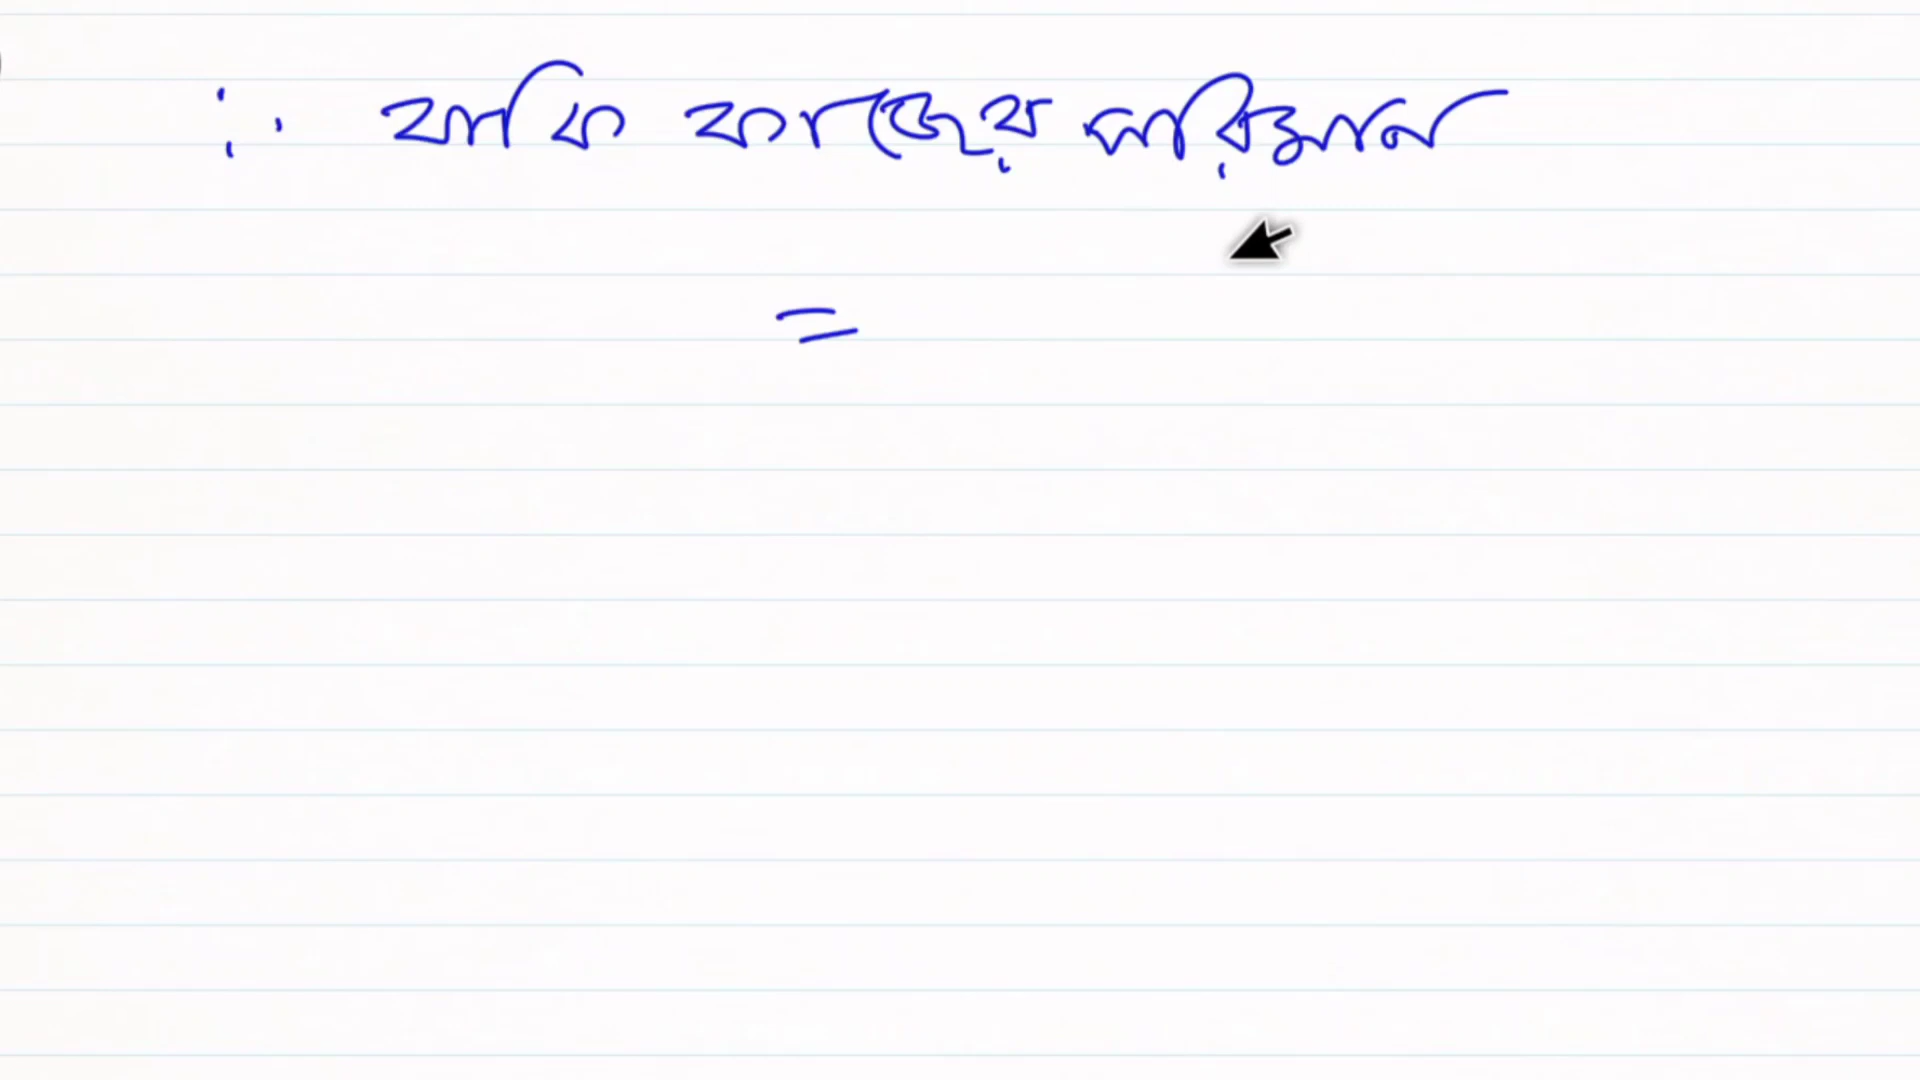 ∴ বাকি কাজের পরিমান
=